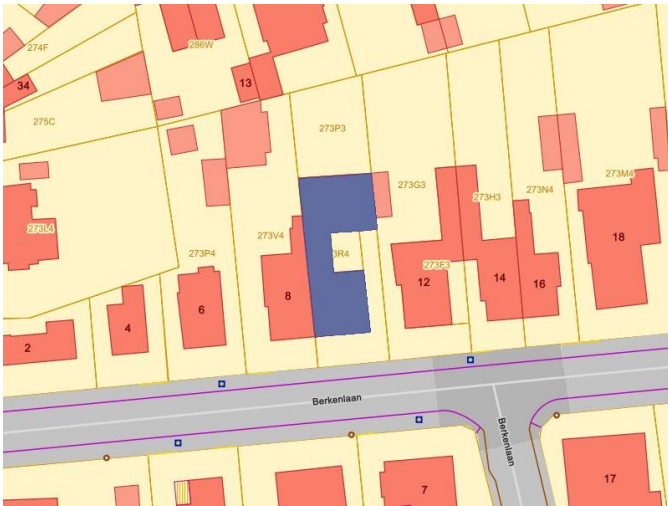 274F
286W
34
13
275C
273P3
273L4
273G3
273H3
273N4
273M4
273V4
273P4
3R4
18
273F3
12
14
16
8
6
4
2
Berkenlaan
Berkenlaan
7
17